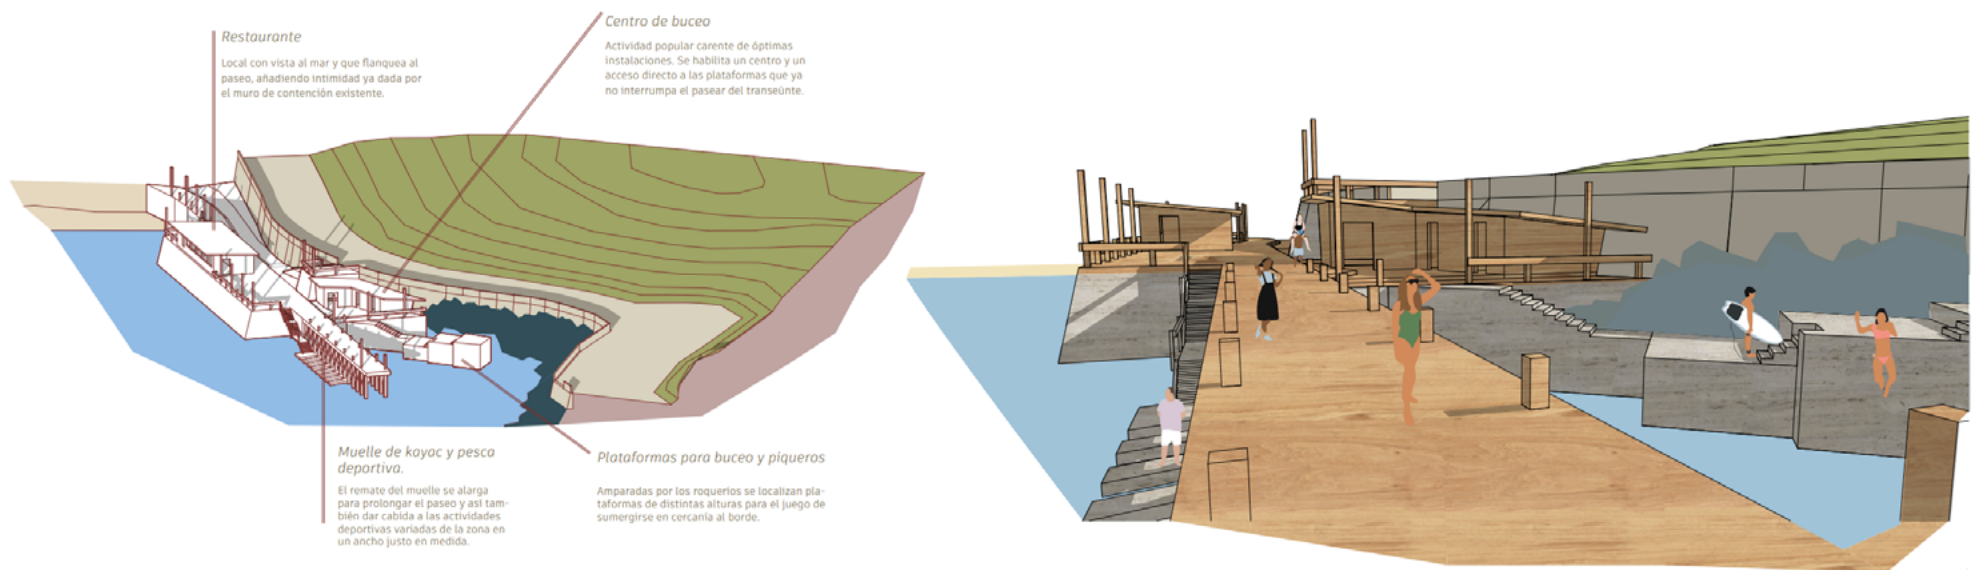 Restaurante
Local con vista al mar y que flanquea al
paseo, añadiendo intimidad ya dada por
el muro de contención existente.
Centro de buceo
Actividad popular carente de óptimas
instalaciones. Se habilita un centro y un
acceso directo a las plataformas que ya
no interrumpa el pasear del transeúnte.
Muelle de kayac y pesca
deportiva.
El remate del muelle se alarga
para prolongar el paseo y asi tam-
bién dar cabida a las actividades
deportivas variadas de la zona en
un ancho justo en medida.
Plataformas para buceo y piqueros
Amparadas por los roqueríos se localizan pla-
taformas de distintas alturas para el juego de
sumergirse en cercanía al borde.